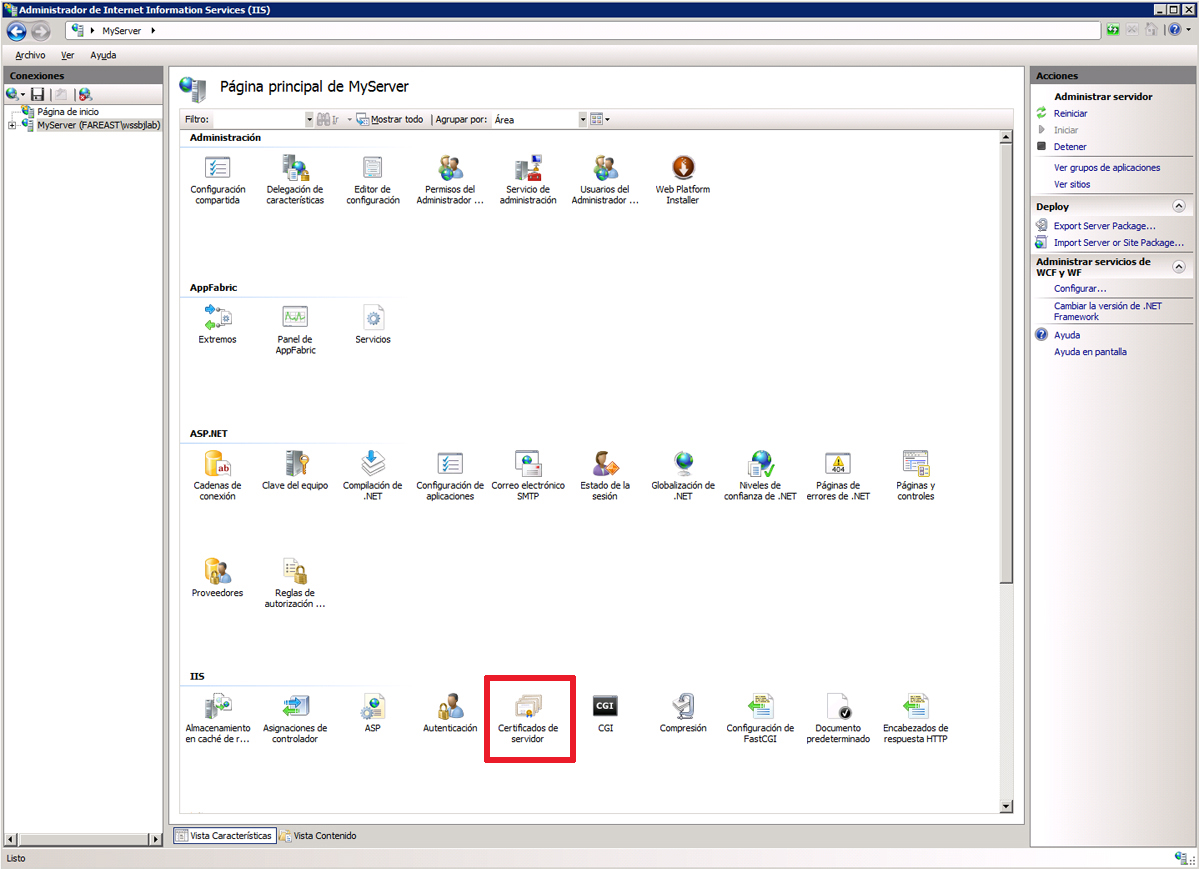 Administrador de Internet Information Services (IIS)
MyServer
Archivo Ver Ayuda
Conexiones
Página de inicio
MyServer (FAREAST\wssbjlab)
Página principal de MyServer
Filtro: Ir Mostrar todo Agrupar por: Área
Administración
Configuración
compartida
Delegación de
características
Editor de
configuración
Permisos del
Administrador ...
Servicio de
administración
Usuarios del
Administrador ...
Web Platform
Installer
AppFabric
Extremos
Panel de
AppFabric
Servicios
ASP.NET
Cadenas de
conexión
ab
Clave del equipo
Compilación de
.NET
Configuración de
aplicaciones
Correo electrónico
SMTP
Estado de la
sesión
Globalización de
.NET
Niveles de
confianza de .NET
404
Páginas de
errores de .NET
Páginas y
controles
Proveedores
Reglas de
autorización ...
IIS
Almacenamiento
en caché de r...
Asignaciones de
controlador
ASP
Autenticación
Certificados de
servidor
CGI
CGI
Compresión
Configuración de
FastCGI
Documento
predeterminado
Encabezados de
respuesta HTTP
Vista Características
Vista Contenido
Acciones
Administrar servidor
Reiniciar
Iniciar
Detener
Ver grupos de aplicaciones
Ver sitios
Deploy
Export Server Package...
Import Server or Site Package...
Administrar servicios de
WCF y WF
Configurar...
Cambiar la versión de .NET
Framework
Ayuda
Ayuda en pantalla
Listo